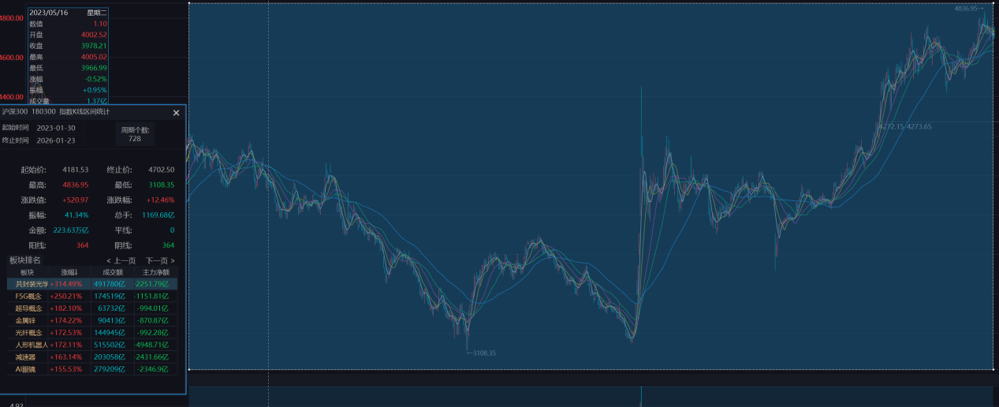 4800.00
4600.00
4400.00
2023/05/16 星期二
数值 1.10
开盘 4002.52
收盘 3978.21
最高 4005.02
最低 3966.99
涨幅 -0.52%
振幅 +0.95%
成交量 1.37亿
沪深300 1B0300 指数K线区间统计
起始时间 2023-01-30
终止时间 2026-01-23
周期个数:
728
起始价: 4181.53 终止价: 4702.50
最高: 4836.95 最低: 3108.35
涨跌值: +520.97 涨跌幅: +12.46%
振幅: 41.34% 总手: 1169.68亿
金额: 223.63万亿 平线: 0
阳线: 364 阴线: 364
板块排名 < 上一页 下一页 >
板块 涨幅↓ 成交额 主力净额
共封装光学 +314.49% 491780亿 -2251.79亿
F5G概念 +250.21% 174519亿 -1151.81亿
超导概念 +182.10% 63732亿 -994.01亿
金属锌 +174.22% 90413亿 -870.87亿
光纤概念 +172.53% 144945亿 -992.28亿
人形机器人 +172.11% 515502亿 -4948.71亿
减速器 +163.14% 203058亿 -2431.66亿
AI眼镜 +155.53% 279209亿 -2346.9亿
4836.95→
4272.15-4273.65
←3108.35
4.92